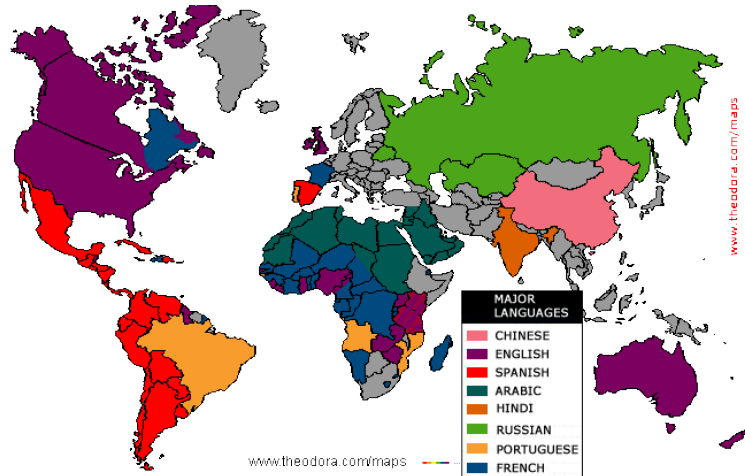 www.theodora.com/maps
MAJOR
LANGUAGES
CHINESE
ENGLISH
SPANISH
ARABIC
HINDI
RUSSIAN
PORTUGUESE
FRENCH
www.theodora.com/maps